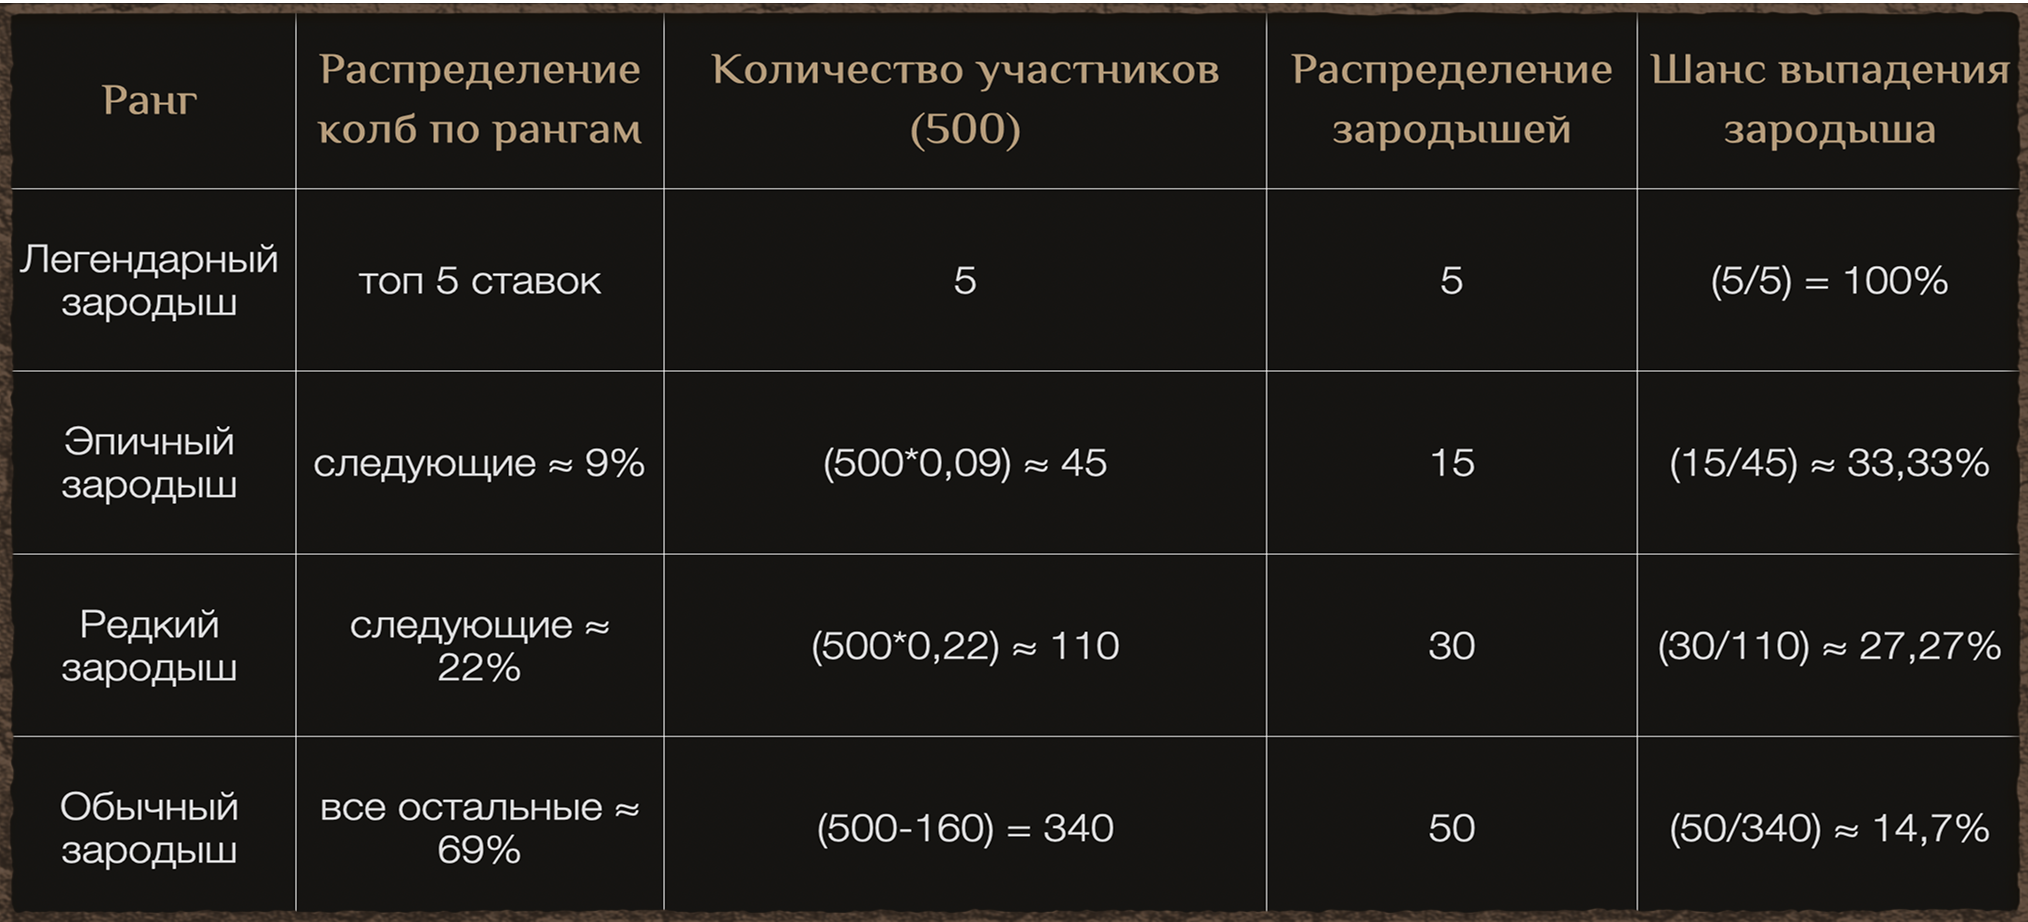 Ранг
Распределение
колб по рангам
Количество участников
(500)
Распределение
зародышей
Шанс выпадения
зародыша
Легендарный
зародыш
топ 5 ставок
5
5
(5/5) = 100%
Эпичный
зародыш
следующие ≈ 9%
(500*0,09) ≈ 45
15
(15/45) ≈ 33,33%
Редкий
зародыш
следующие ≈
22%
(500*0,22) ≈ 110
30
(30/110) ≈ 27,27%
Обычный
зародыш
все остальные ≈
69%
(500-160) = 340
50
(50/340) ≈ 14,7%